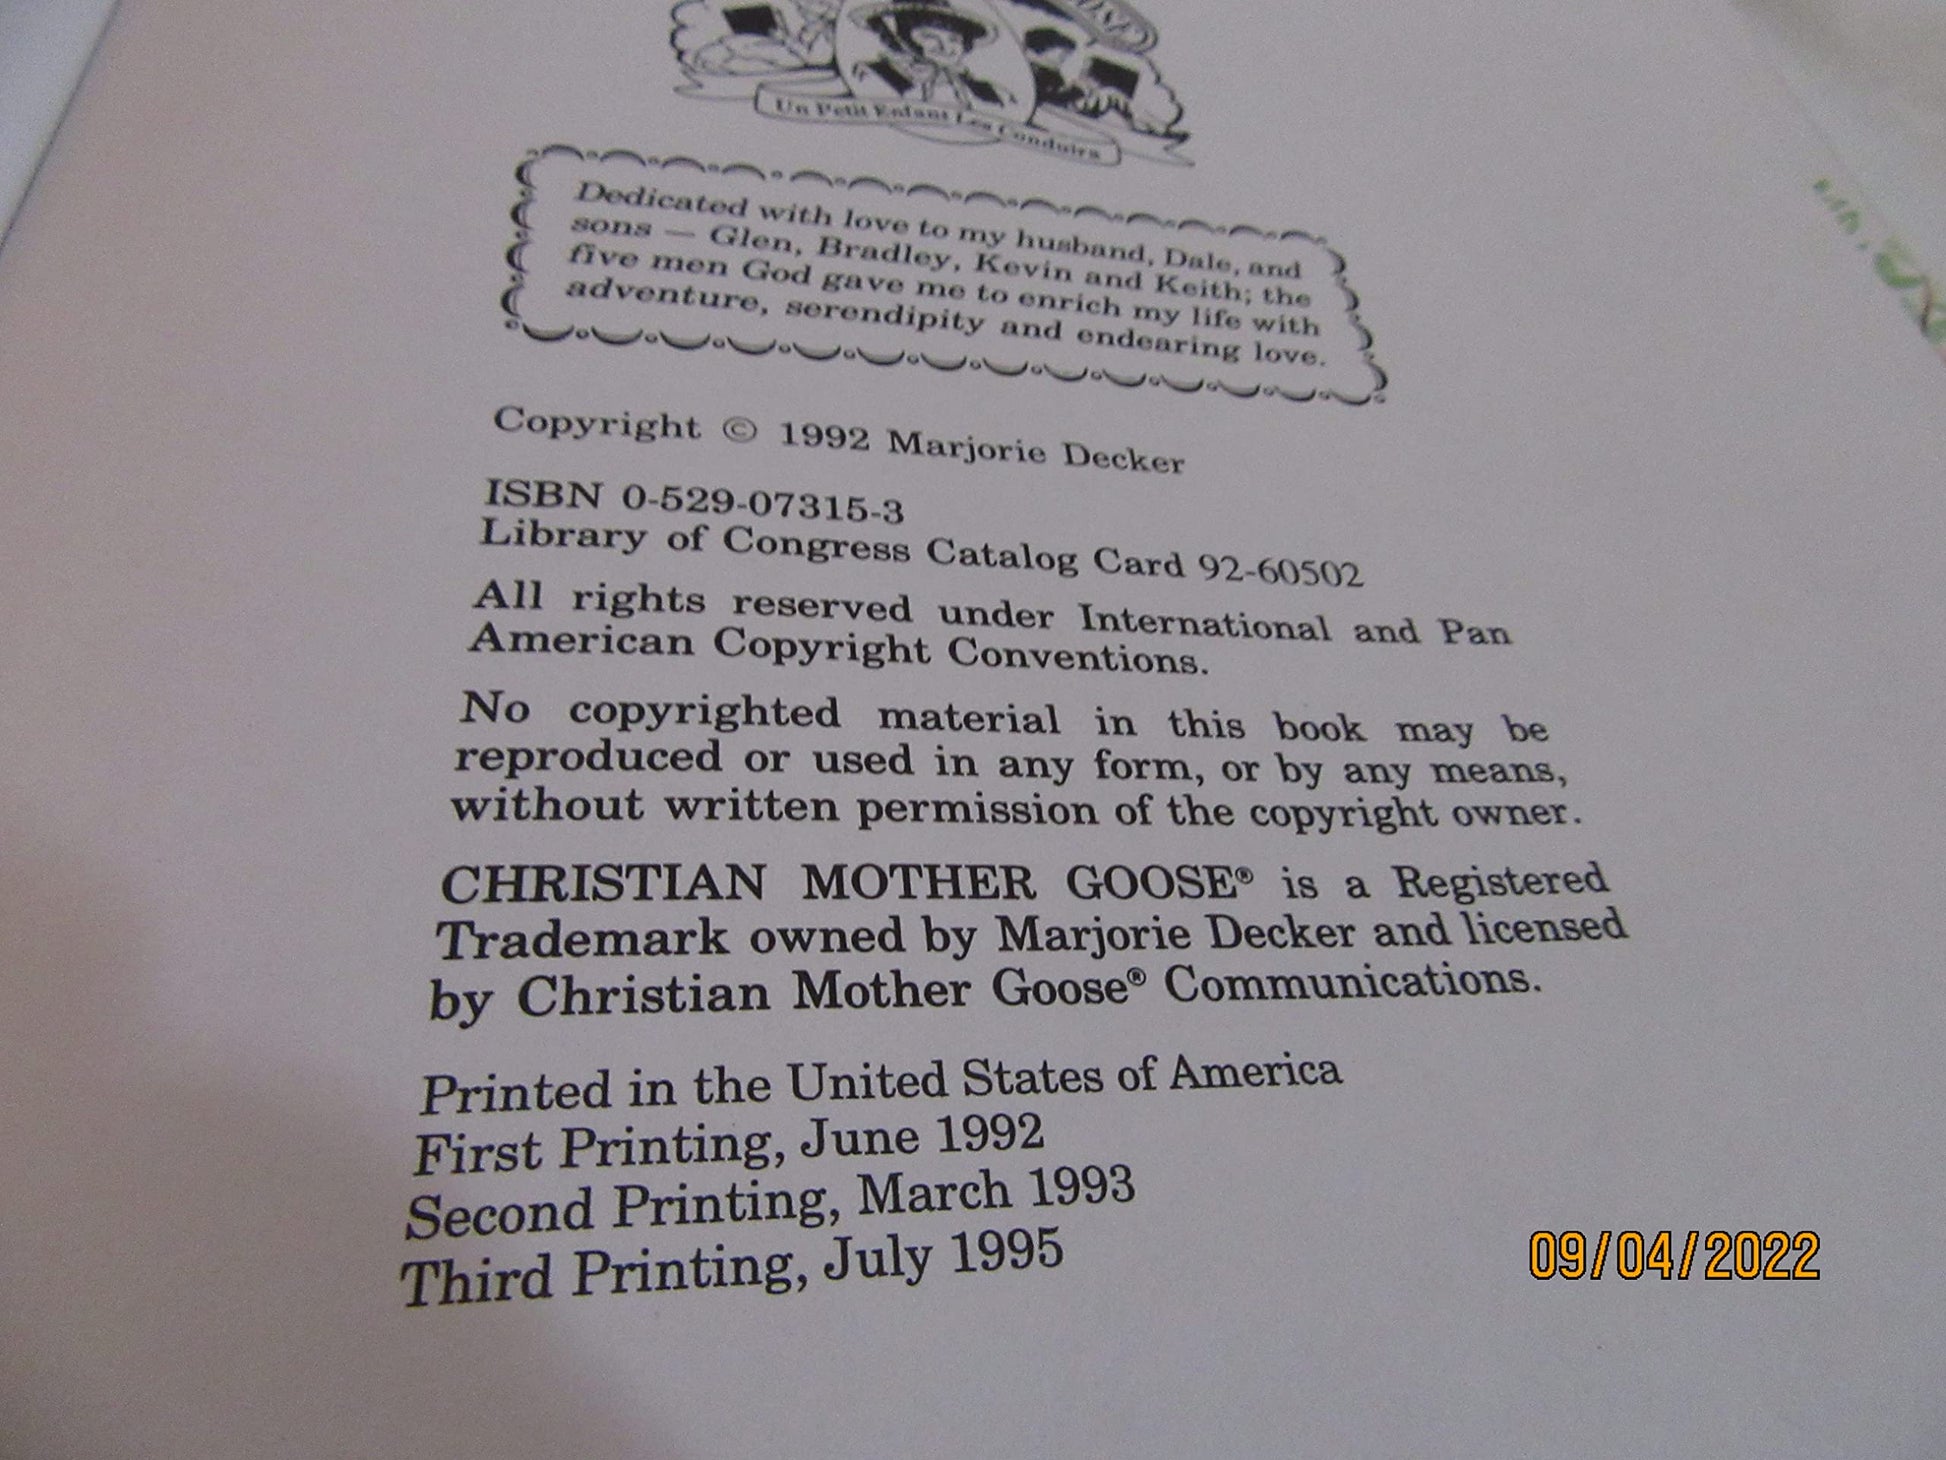 Un Petit Enfant Les Conduira
Dedicated with love to my husband, Dale, and
sons — Glen, Bradley, Kevin and Keith; the
five men God gave me to enrich my life with
adventure, serendipity and endearing love.
Copyright © 1992 Marjorie Decker
ISBN 0-529-07315-3
Library of Congress Catalog Card 92-60502
All rights reserved under International and Pan
American Copyright Conventions.
No copyrighted material in this book may be
reproduced or used in any form, or by any means,
without written permission of the copyright owner.
CHRISTIAN MOTHER GOOSE® is a Registered
Trademark owned by Marjorie Decker and licensed
by Christian Mother Goose® Communications.
Printed in the United States of America
First Printing, June 1992
Second Printing, March 1993
Third Printing, July 1995
09/04/2022